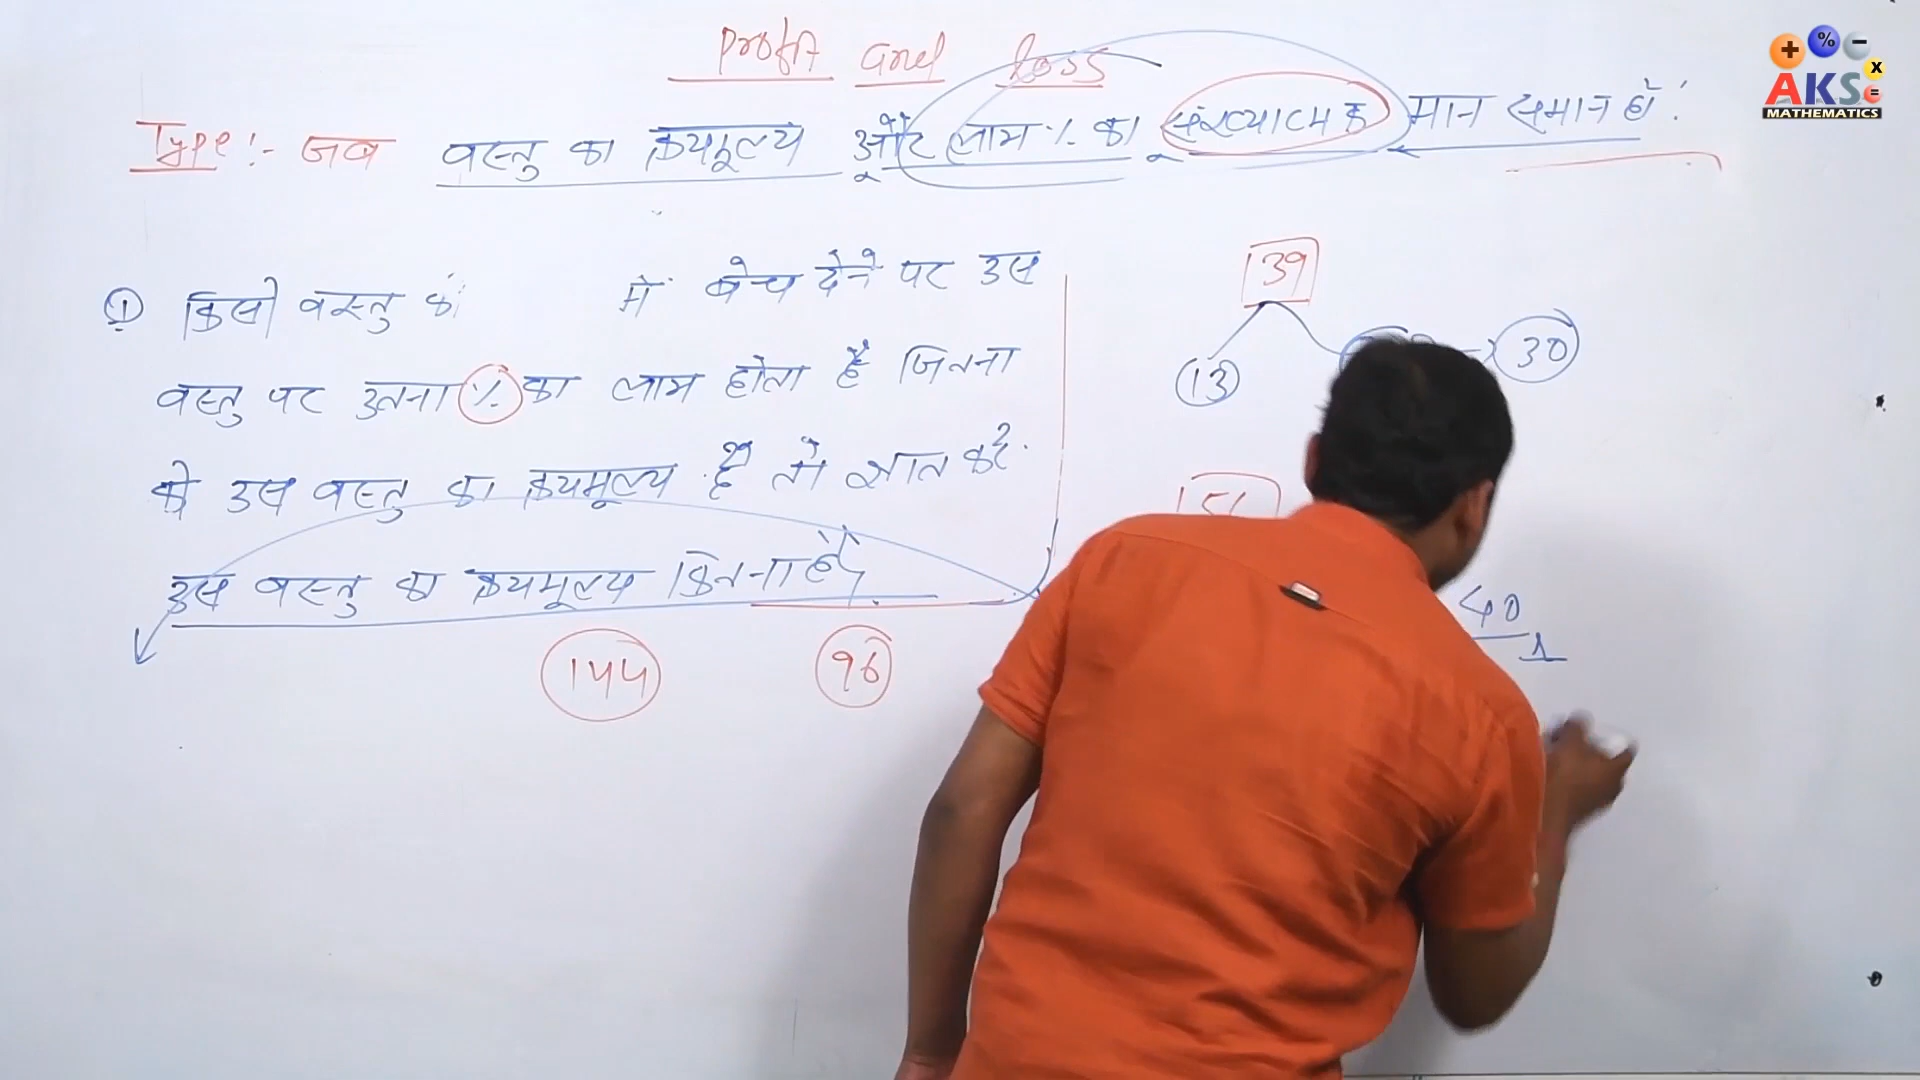 Profit and loss
Type:- जब वस्तु का क्रयमूल्य और लाभ % का संख्यात्मक मान समान हो:
① किसी वस्तु को में बेच देने पर उस
वस्तु पर उतना % का लाभ होता है जितना
की उस वस्तु का क्रयमूल्य है तो ज्ञात करें
उस वस्तु का क्रयमूल्य कितना है
144 96
39
13 30
40
1
+ % - x =
AKS
MATHEMATICS